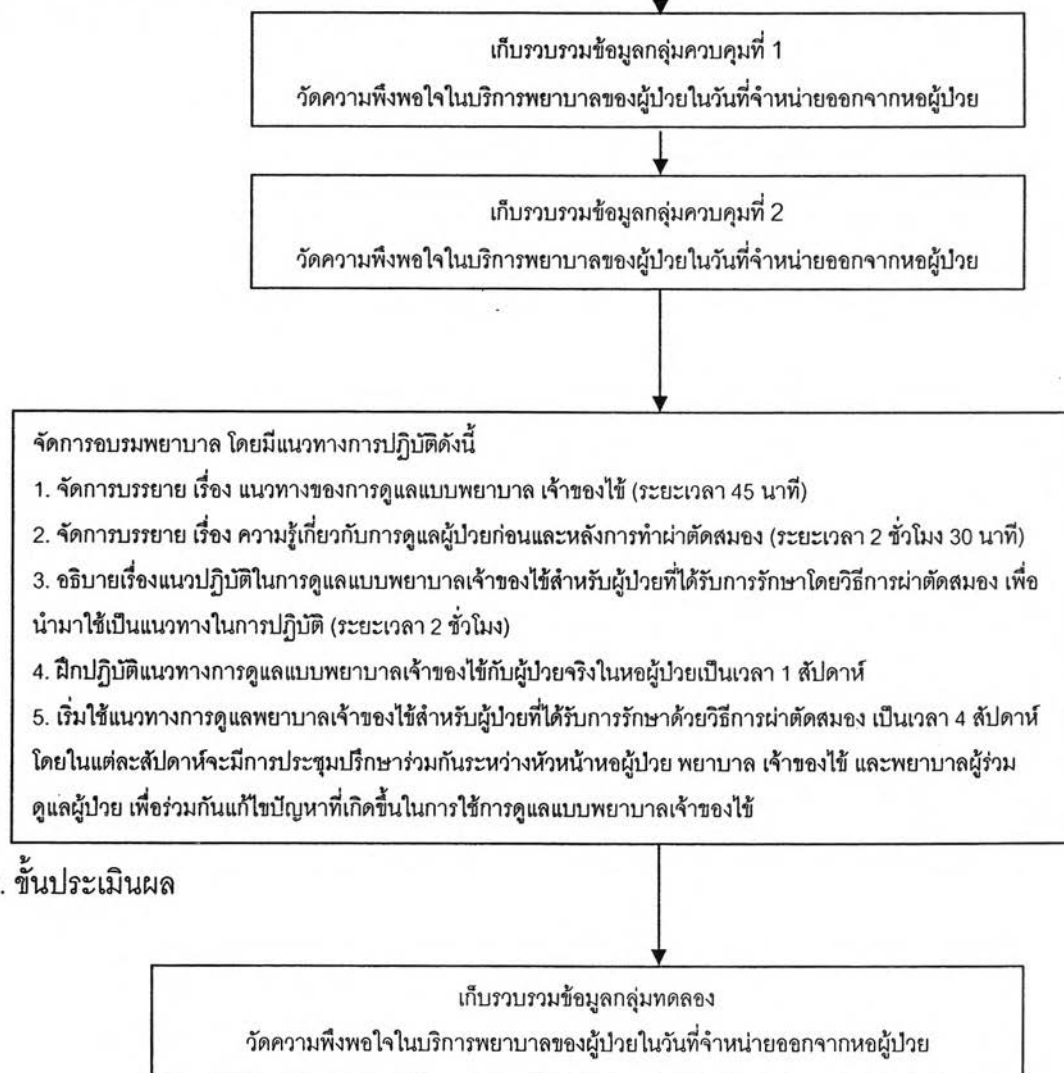 เก็บรวบรวมข้อมูลกลุ่มควบคุมที่ 1
วัดความพึงพอใจในบริการพยาบาลของผู้ป่วยในวันที่จำหน่ายออกจากหอผู้ป่วย
เก็บรวบรวมข้อมูลกลุ่มควบคุมที่ 2
วัดความพึงพอใจในบริการพยาบาลของผู้ป่วยในวันที่จำหน่ายออกจากหอผู้ป่วย
จัดการอบรมพยาบาล โดยมีแนวทางการปฏิบัติดังนี้
1. จัดการบรรยาย เรื่อง แนวทางของการดูแลแบบพยาบาล เจ้าของไข้ (ระยะเวลา 45 นาที)
2. จัดการบรรยาย เรื่อง ความรู้เกี่ยวกับการดูแลผู้ป่วยก่อนและหลังการทำผ่าตัดสมอง (ระยะเวลา 2 ชั่วโมง 30 นาที)
3. อธิบายเรื่องแนวปฏิบัติในการดูแลแบบพยาบาลเจ้าของไข้สำหรับผู้ป่วยที่ได้รับการรักษาโดยวิธีการผ่าตัดสมอง เพื่อ
นำมาใช้เป็นแนวทางในการปฏิบัติ (ระยะเวลา 2 ชั่วโมง)
4. ฝึกปฏิบัติแนวทางการดูแลแบบพยาบาลเจ้าของไข้กับผู้ป่วยจริงในหอผู้ป่วยเป็นเวลา 1 สัปดาห์
5. เริ่มใช้แนวทางการดูแลพยาบาลเจ้าของไข้สำหรับผู้ป่วยที่ได้รับการรักษาด้วยวิธีการผ่าตัดสมอง เป็นเวลา 4 สัปดาห์
โดยในแต่ละสัปดาห์จะมีการประชุมปรึกษาร่วมกันระหว่างหัวหน้าหอผู้ป่วย พยาบาล เจ้าของไข้ และพยาบาลผู้ร่วม
ดูแลผู้ป่วย เพื่อร่วมกันแก้ไขปัญหาที่เกิดขึ้นในการใช้การดูแลแบบพยาบาลเจ้าของไข้
. ขั้นประเมินผล
เก็บรวบรวมข้อมูลกลุ่มทดลอง
วัดความพึงพอใจในบริการพยาบาลของผู้ป่วยในวันที่จำหน่ายออกจากหอผู้ป่วย